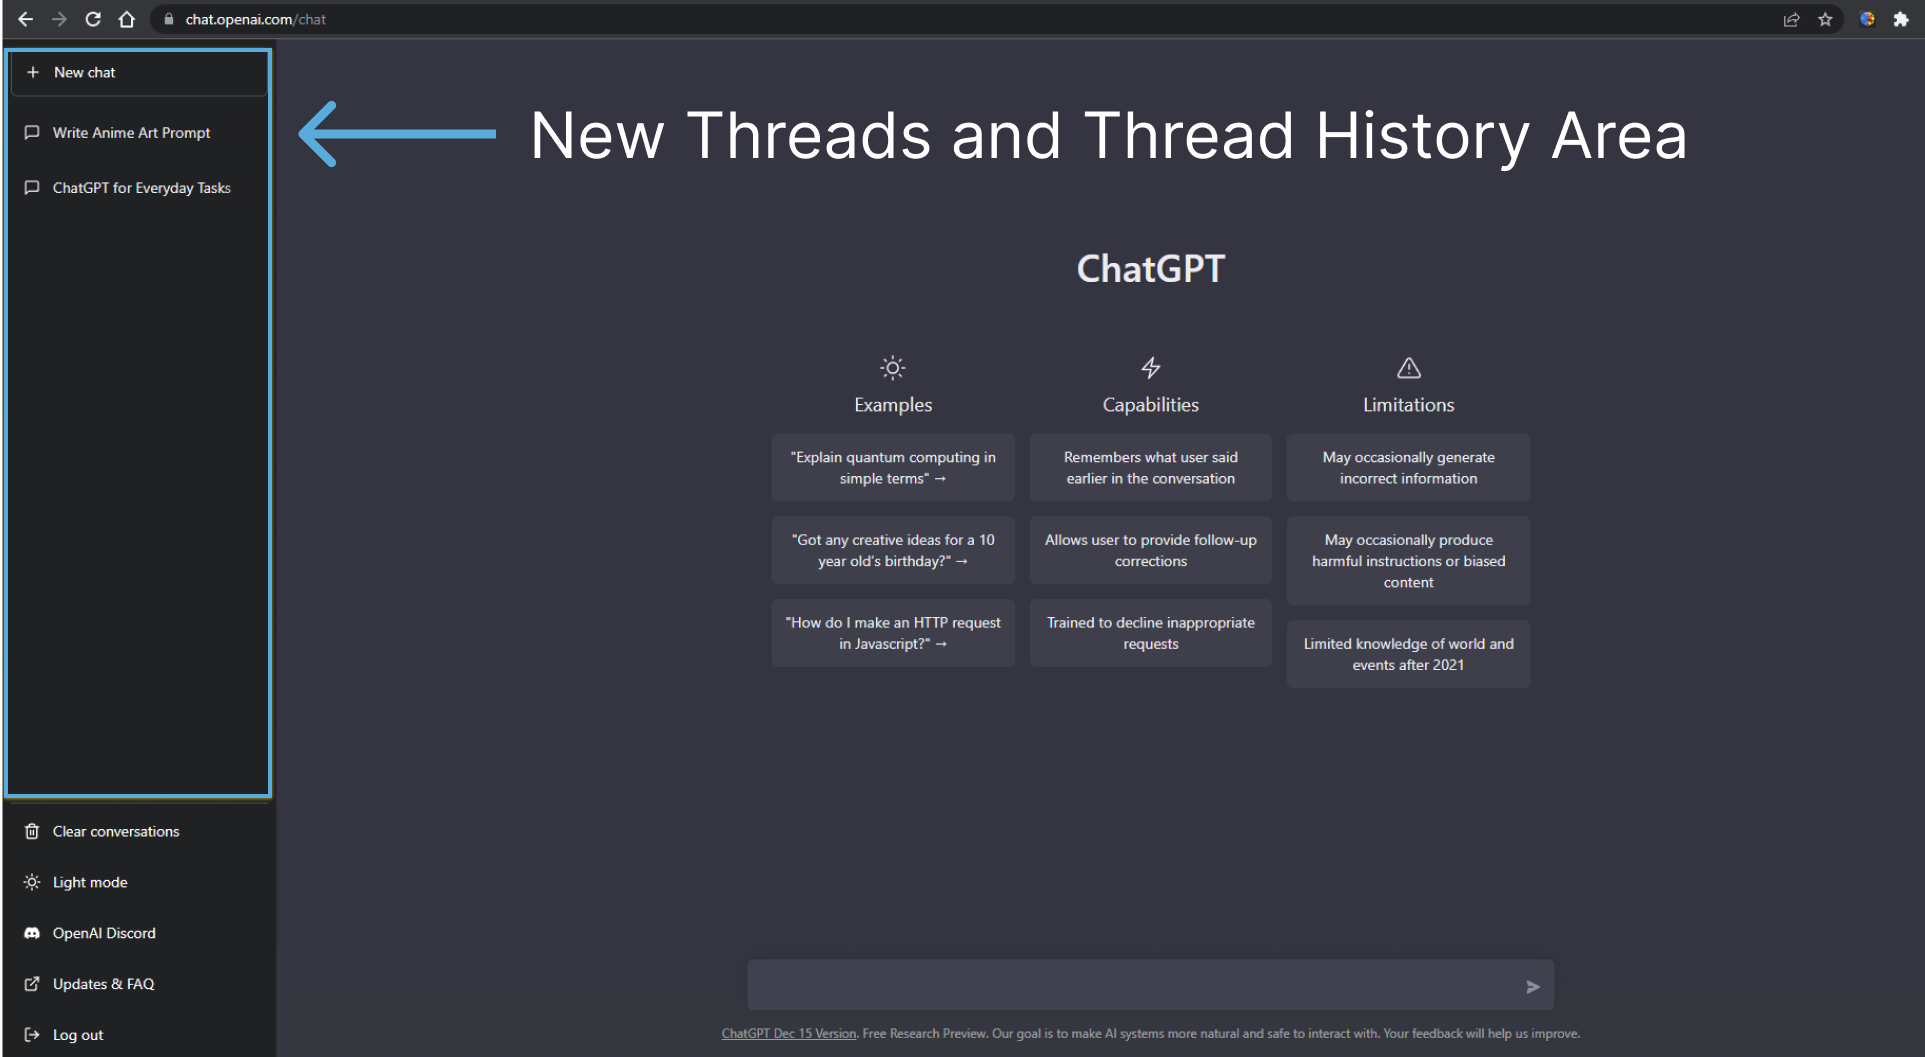 chat.openai.com/chat
New chat
Write Anime Art Prompt
ChatGPT for Everyday Tasks
New Threads and Thread History Area
ChatGPT
Examples
"Explain quantum computing in
simple terms" →
"Got any creative ideas for a 10
year old's birthday?" →
"How do I make an HTTP request
in Javascript?" →
Capabilities
Remembers what user said
earlier in the conversation
Allows user to provide follow-up
corrections
Trained to decline inappropriate
requests
Limitations
May occasionally generate
incorrect information
May occasionally produce
harmful instructions or biased
content
Limited knowledge of world and
events after 2021
Clear conversations
Light mode
OpenAI Discord
Updates & FAQ
Log out
ChatGPT Dec 15 Version. Free Research Preview. Our goal is to make AI systems more natural and safe to interact with. Your feedback will help us improve.